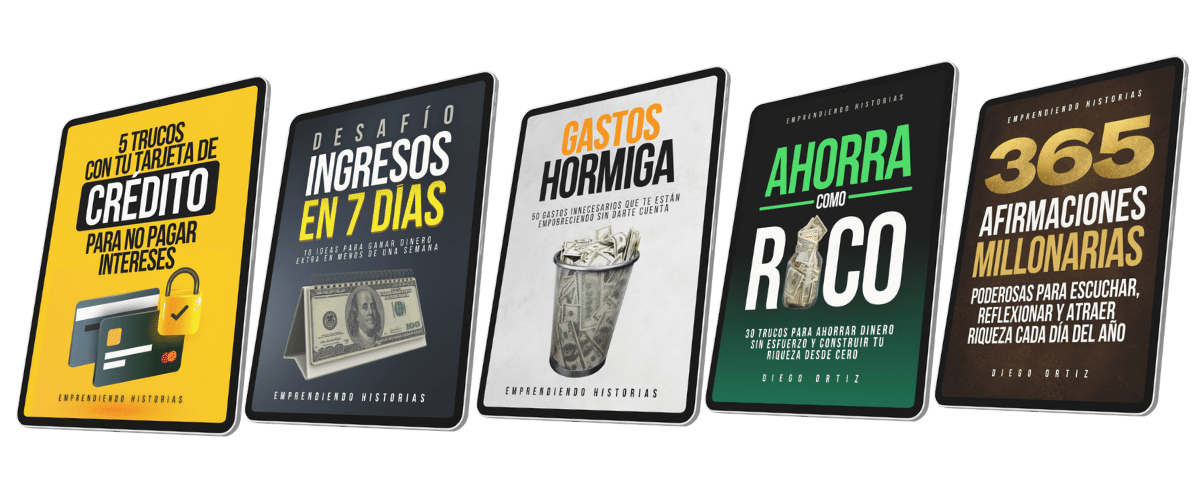 5 TRUCOS
CON TU TARJETA DE
CRÉDITO
PARA NO PAGAR
INTERESES
EMPRENDIENDO HISTORIAS
DESAFÍO
INGRESOS
EN 7 DÍAS
10 IDEAS PARA GANAR DINERO
EXTRA EN MENOS DE UNA SEMANA
100
EMPRENDIENDO HISTORIAS
GASTOS
HORMIGA
50 GASTOS INNECESARIOS QUE TE ESTÁN
EMPOBRECIENDO SIN DARTE CUENTA
EMPRENDIENDO HISTORIAS
EMPRENDIENDO HISTORIAS
AHORRA
COMO
RICO
30 TRUCOS PARA AHORRAR DINERO
SIN ESFUERZO Y CONSTRUIR TU
RIQUEZA DESDE CERO
DIEGO ORTIZ
EMPRENDIENDO HISTORIAS
365
AFIRMACIONES
MILLONARIAS
PODEROSAS PARA ESCUCHAR,
REFLEXIONAR Y ATRAER
RIQUEZA CADA DÍA DEL AÑO
DIEGO ORTIZ